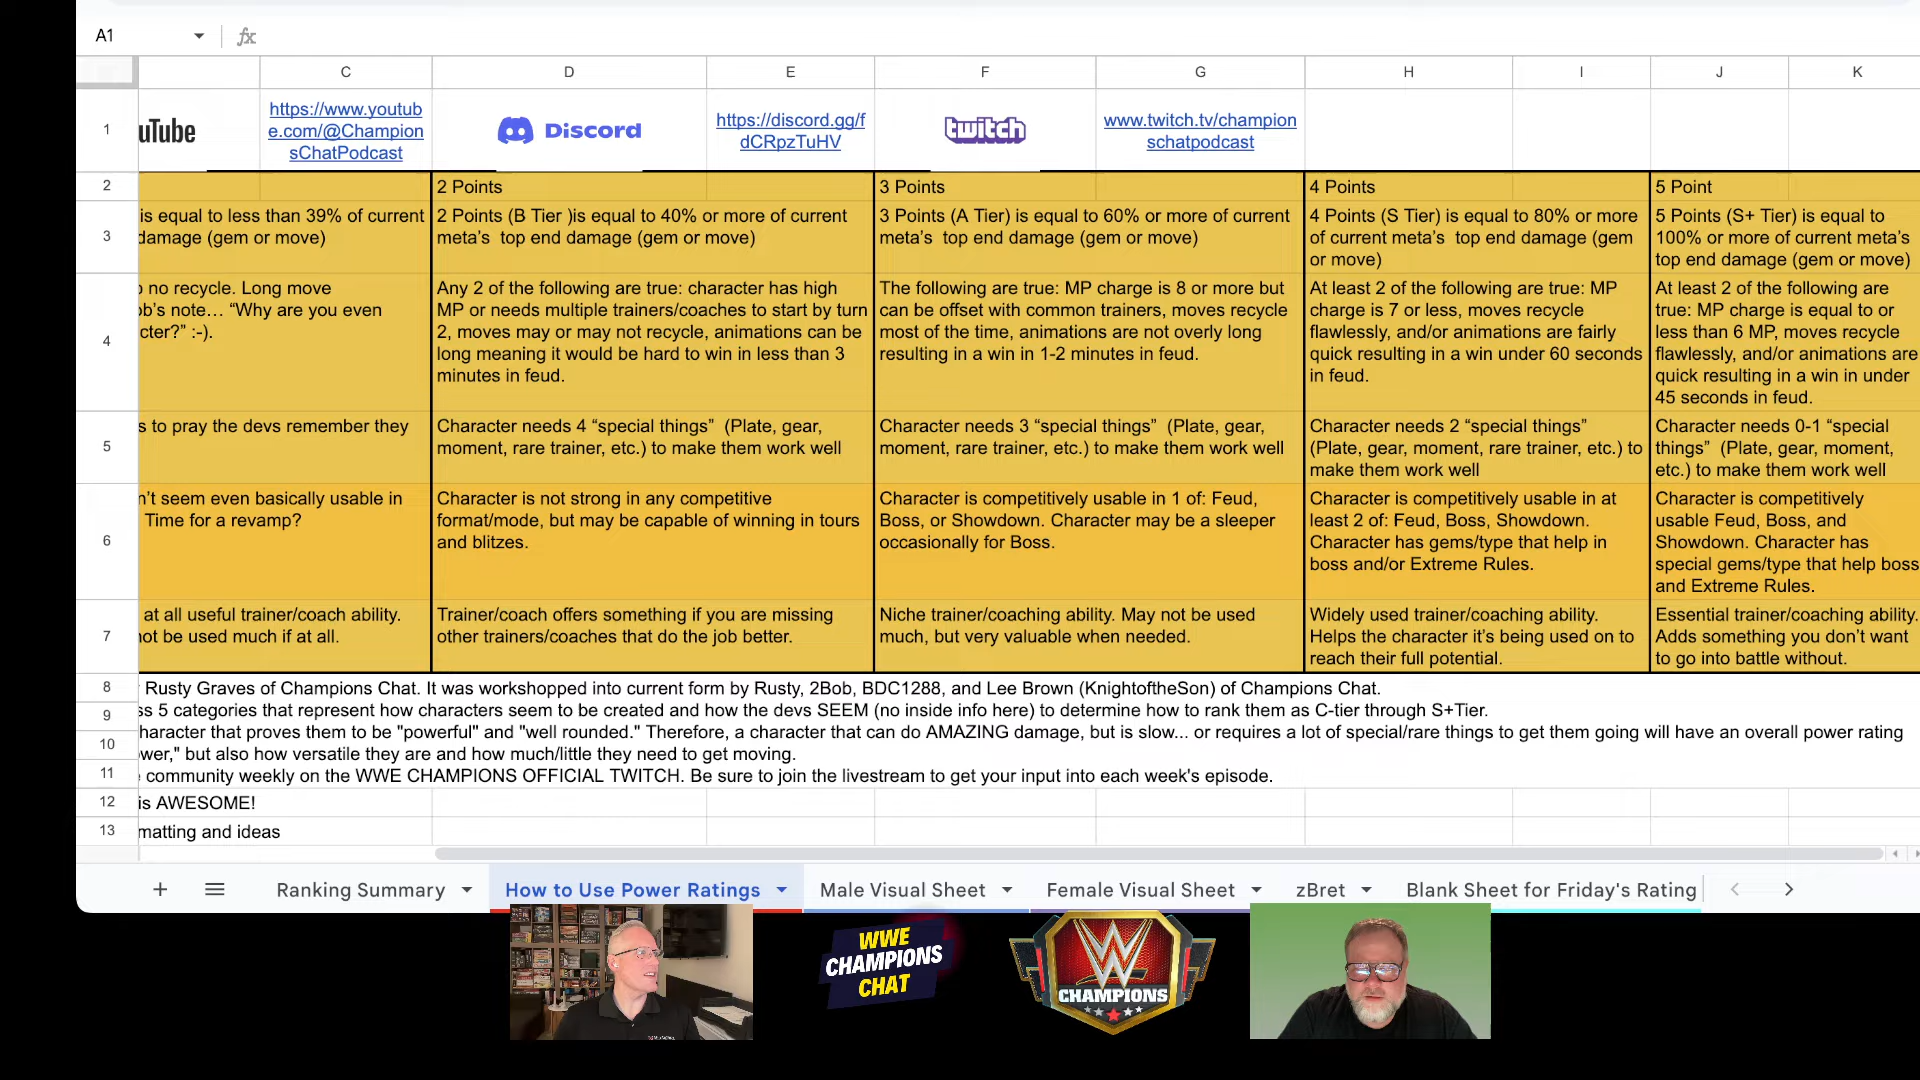 A1
fx
C D E F G H I J K
1
uTube
https://www.youtub
e.com/@Champion
sChatPodcast
Discord
https://discord.gg/f
dCRpzTuHV
twitch
www.twitch.tv/champion
schatpodcast
2
2 Points
3 Points
4 Points
5 Point
3
is equal to less than 39% of current
damage (gem or move)
2 Points (B Tier )is equal to 40% or more of current
meta's top end damage (gem or move)
3 Points (A Tier) is equal to 60% or more of current
meta's top end damage (gem or move)
4 Points (S Tier) is equal to 80% or more
of current meta's top end damage (gem
or move)
5 Points (S+ Tier) is equal to
100% or more of current meta's
top end damage (gem or move)
4
no recycle. Long move
ob's note… “Why are you even
cter?” :-).
Any 2 of the following are true: character has high
MP or needs multiple trainers/coaches to start by turn
2, moves may or may not recycle, animations can be
long meaning it would be hard to win in less than 3
minutes in feud.
The following are true: MP charge is 8 or more but
can be offset with common trainers, moves recycle
most of the time, animations are not overly long
resulting in a win in 1-2 minutes in feud.
At least 2 of the following are true: MP
charge is 7 or less, moves recycle
flawlessly, and/or animations are fairly
quick resulting in a win under 60 seconds
in feud.
At least 2 of the following are
true: MP charge is equal to or
less than 6 MP, moves recycle
flawlessly, and/or animations are
quick resulting in a win in under
45 seconds in feud.
5
s to pray the devs remember they
Character needs 4 “special things” (Plate, gear,
moment, rare trainer, etc.) to make them work well
Character needs 3 “special things” (Plate, gear,
moment, rare trainer, etc.) to make them work well
Character needs 2 “special things”
(Plate, gear, moment, rare trainer, etc.) to
make them work well
Character needs 0-1 “special
things” (Plate, gear, moment,
etc.) to make them work well
6
n't seem even basically usable in
Time for a revamp?
Character is not strong in any competitive
format/mode, but may be capable of winning in tours
and blitzes.
Character is competitively usable in 1 of: Feud,
Boss, or Showdown. Character may be a sleeper
occasionally for Boss.
Character is competitively usable in at
least 2 of: Feud, Boss, Showdown.
Character has gems/type that help in
boss and/or Extreme Rules.
Character is competitively
usable Feud, Boss, and
Showdown. Character has
special gems/type that help boss
and Extreme Rules.
7
at all useful trainer/coach ability.
not be used much if at all.
Trainer/coach offers something if you are missing
other trainers/coaches that do the job better.
Niche trainer/coaching ability. May not be used
much, but very valuable when needed.
Widely used trainer/coaching ability.
Helps the character it's being used on to
reach their full potential.
Essential trainer/coaching ability.
Adds something you don't want
to go into battle without.
8
Rusty Graves of Champions Chat. It was workshopped into current form by Rusty, 2Bob, BDC1288, and Lee Brown (KnightoftheSon) of Champions Chat.
9
ss 5 categories that represent how characters seem to be created and how the devs SEEM (no inside info here) to determine how to rank them as C-tier through S+Tier.
10
haracter that proves them to be "powerful" and "well rounded." Therefore, a character that can do AMAZING damage, but is slow... or requires a lot of special/rare things to get them going will have an overall power rating
wer," but also how versatile they are and how much/little they need to get moving.
11
community weekly on the WWE CHAMPIONS OFFICIAL TWITCH. Be sure to join the livestream to get your input into each week's episode.
12
is AWESOME!
13
matting and ideas
+ Ranking Summary How to Use Power Ratings Male Visual Sheet Female Visual Sheet zBret Blank Sheet for Friday's Rating
WWE
CHAMPIONS
CHAT
W
CHAMPIONS